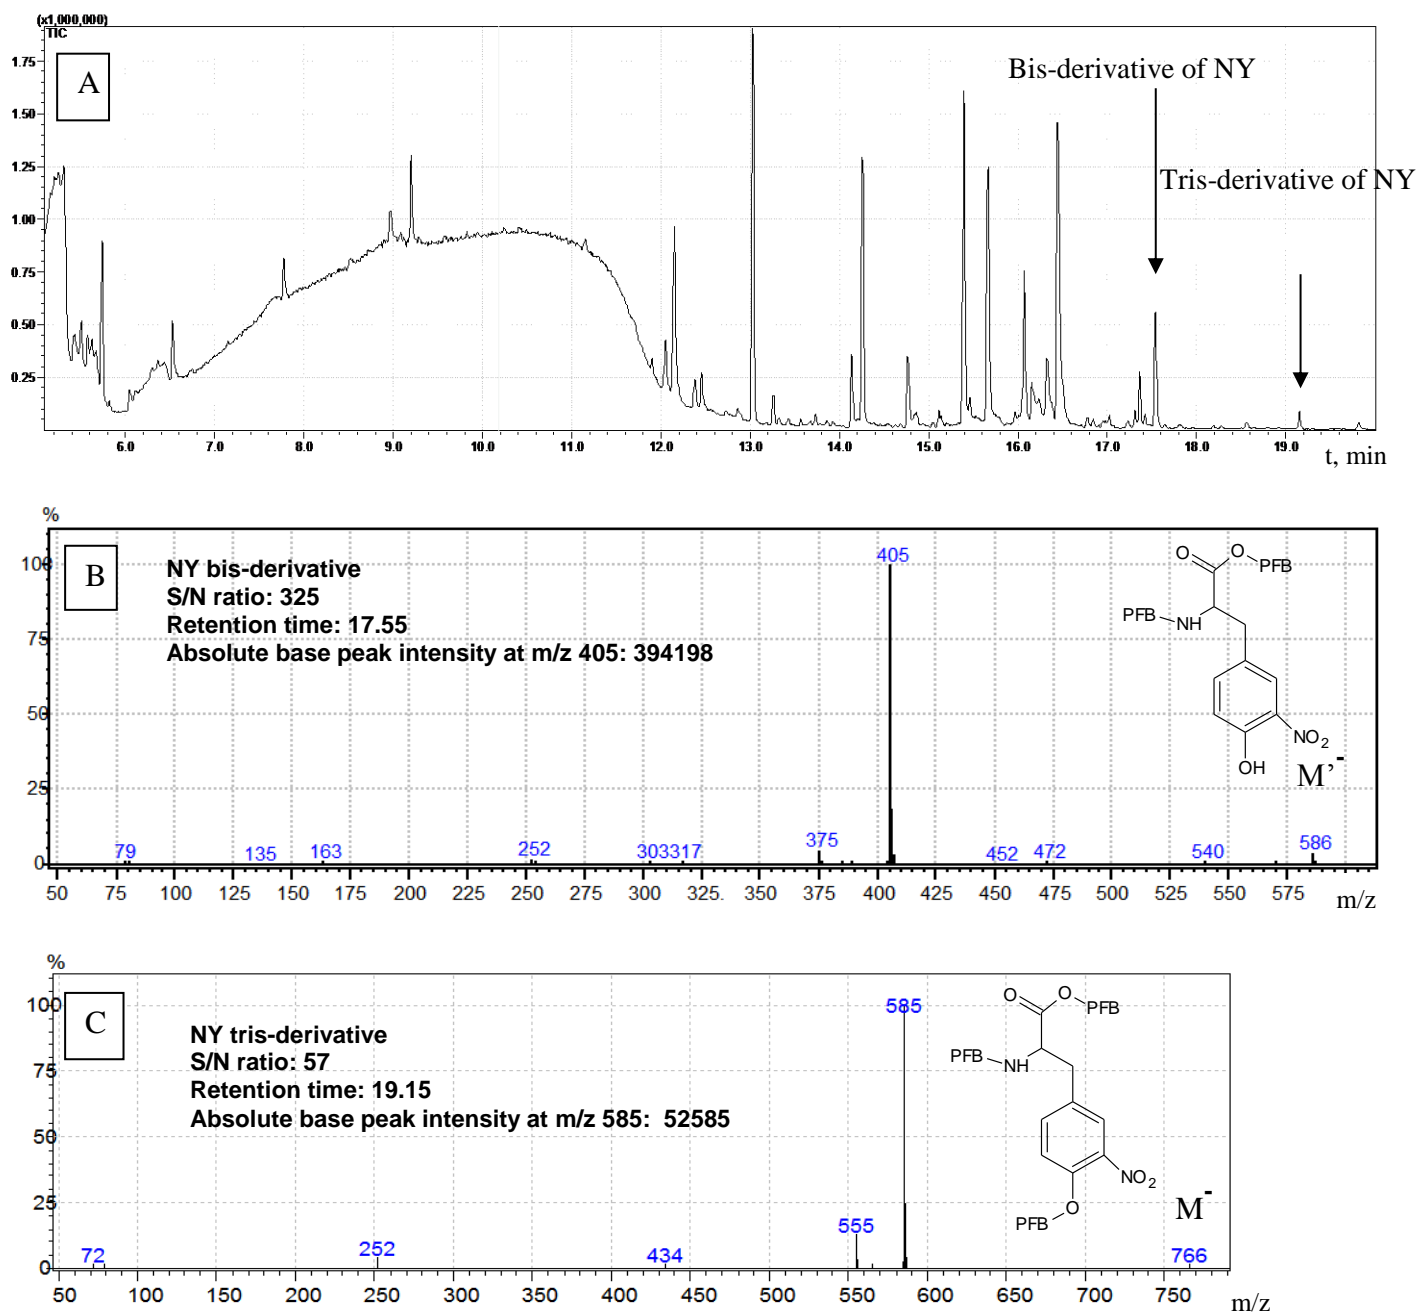 (x1,000,000)
TIC
A
1.75
1.50
1.25
1.00
0.75
0.50
0.25
Bis-derivative of NY
Tris-derivative of NY
6.0 7.0 8.0 9.0 10.0 11.0 12.0 13.0 14.0 15.0 16.0 17.0 18.0 19.0
t, min
%
B
NY bis-derivative
S/N ratio: 325
Retention time: 17.55
Absolute base peak intensity at m/z 405: 394198
100
75
50
25
0
79 135 163 252 303 317 375 405 452 472 540 586
O O PFB
PFB NH
NO2
OH
M’-
50 75 100 125 150 175 200 225 250 275 300 325. 350 375 400 425 450 475 500 525 550 575
m/z
%
C
NY tris-derivative
S/N ratio: 57
Retention time: 19.15
Absolute base peak intensity at m/z 585: 52585
100
75
50
25
0
72 252 434 555 585 766
O O PFB
PFB NH
NO2
PFB O
M-
50 100 150 200 250 300 350 400 450 500 550 600 650 700 750
m/z